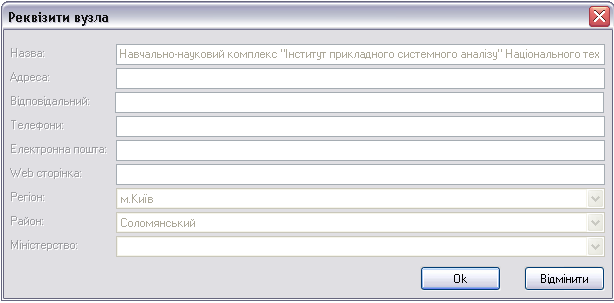 Реквізити вузла
Назва: Навчально-науковий комплекс "Інститут прикладного системного аналізу" Національного тех
Адреса:
Відповідальний:
Телефони:
Електронна пошта:
Web сторінка:
Регіон: м.Київ
Район: Соломянський
Міністерство:
Ok Відмінити